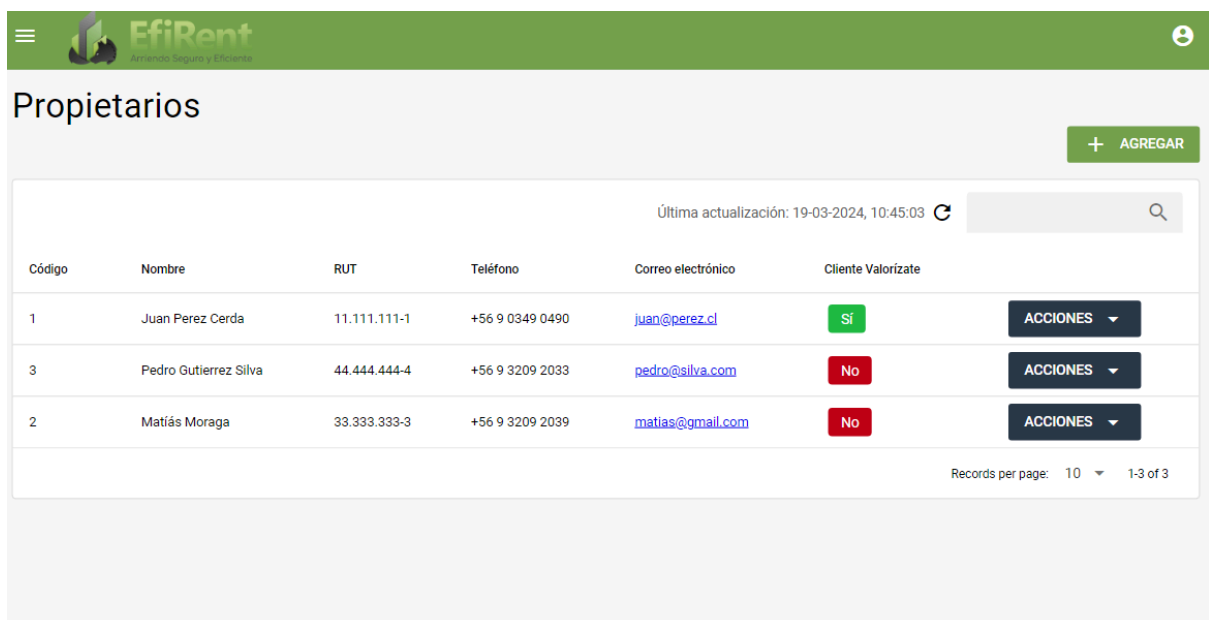 EfiRent
Arriendo Seguro y Eficiente
Propietarios
+ AGREGAR
Última actualización: 19-03-2024, 10:45:03
Código Nombre RUT Teléfono Correo electrónico Cliente Valorízate
1 Juan Perez Cerda 11.111.111-1 +56 9 0349 0490 juan@perez.cl Sí ACCIONES
3 Pedro Gutierrez Silva 44.444.444-4 +56 9 3209 2033 pedro@silva.com No ACCIONES
2 Matíás Moraga 33.333.333-3 +56 9 3209 2039 matias@gmail.com No ACCIONES
Records per page: 10 1-3 of 3